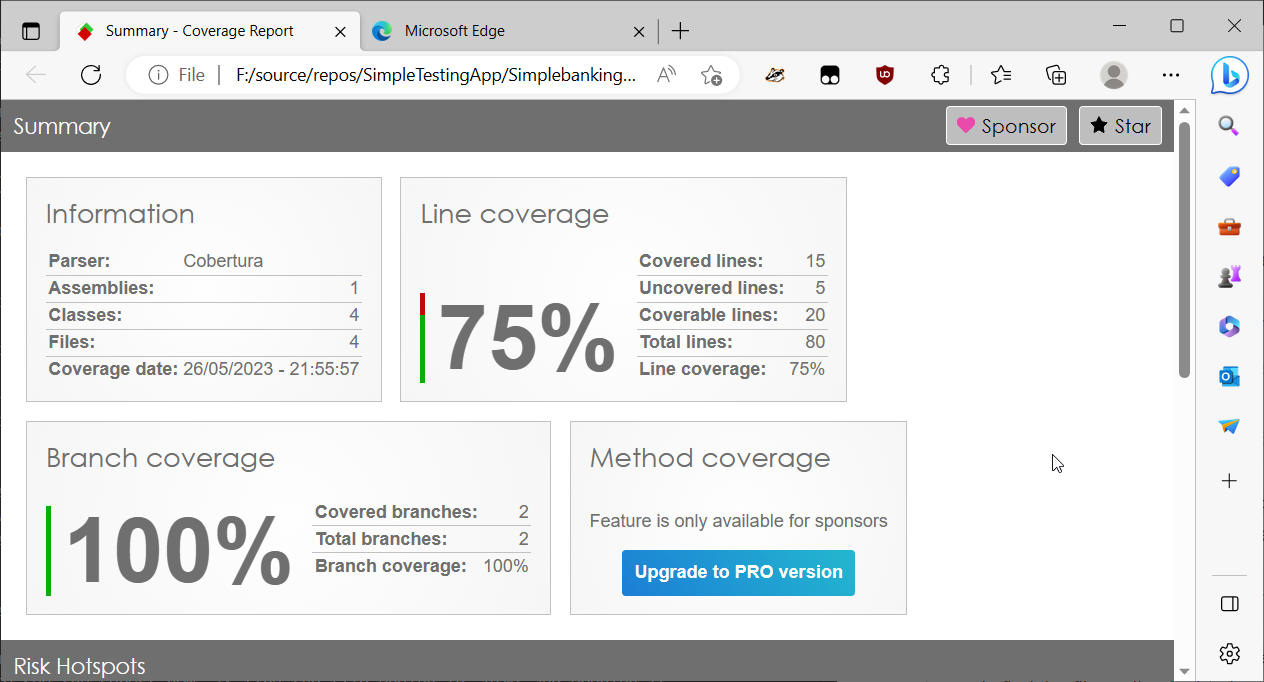 Summary - Coverage Report
Microsoft Edge
File
F:/source/repos/SimpleTestingApp/Simplebanking...
Summary
Sponsor
Star
Information
Parser: Cobertura
Assemblies: 1
Classes: 4
Files: 4
Coverage date: 26/05/2023 - 21:55:57
Line coverage
75%
Covered lines: 15
Uncovered lines: 5
Coverable lines: 20
Total lines: 80
Line coverage: 75%
Branch coverage
100%
Covered branches: 2
Total branches: 2
Branch coverage: 100%
Method coverage
Feature is only available for sponsors
Upgrade to PRO version
Risk Hotspots